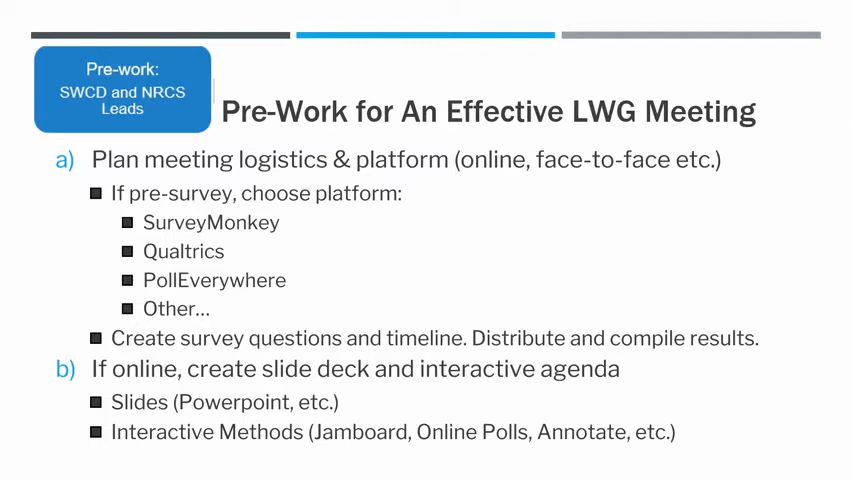 Pre-work:
SWCD and NRCS
Leads
Pre-Work for An Effective LWG Meeting
a) Plan meeting logistics & platform (online, face-to-face etc.)
If pre-survey, choose platform:
SurveyMonkey
Qualtrics
PollEverywhere
Other...
Create survey questions and timeline. Distribute and compile results.
b) If online, create slide deck and interactive agenda
Slides (Powerpoint, etc.)
Interactive Methods (Jamboard, Online Polls, Annotate, etc.)